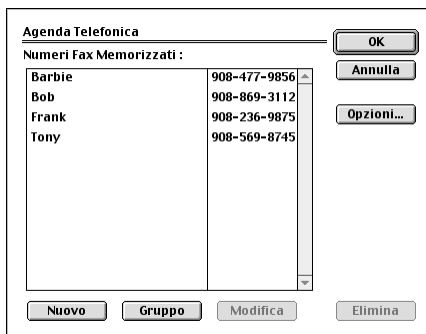 Agenda Telefonica
OK
Numeri Fax Memorizzati :
Annulla
Barbie 908-477-9856
Bob 908-869-3112
Opzioni...
Frank 908-236-9875
Tony 908-569-8745
Nuovo Gruppo Modifica Elimina